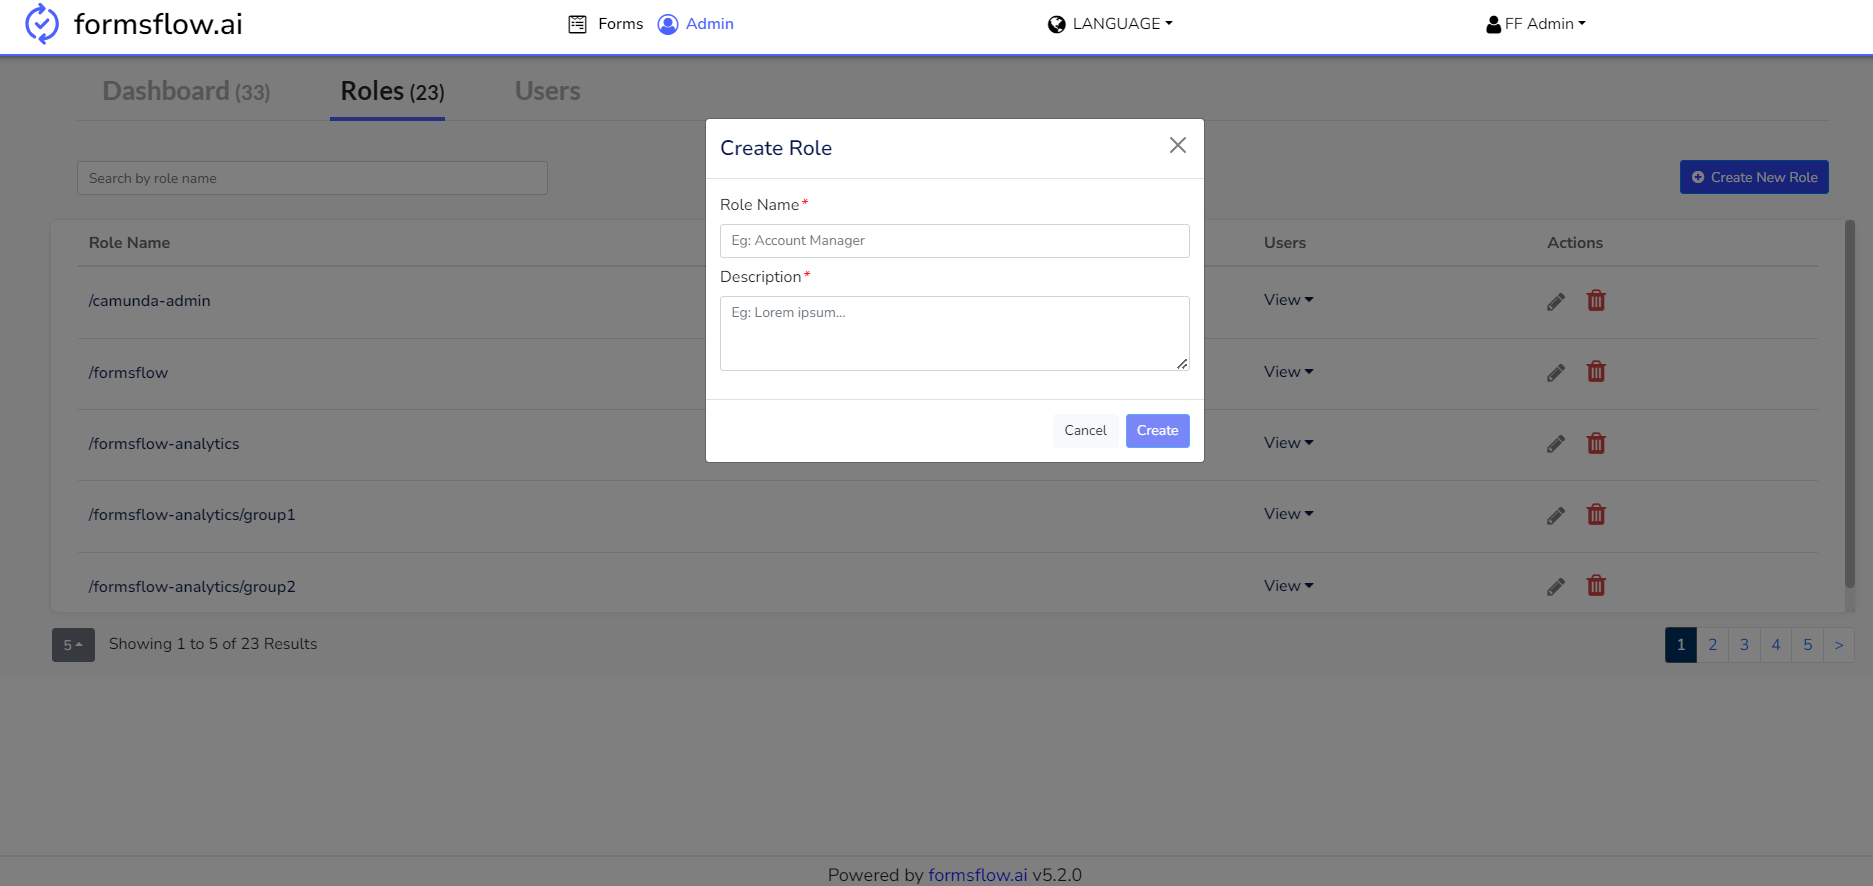 formsflow.ai
Forms
Admin
LANGUAGE
FF Admin
Dashboard (33)
Roles (23)
Users
Search by role name
Create New Role
Create Role
Role Name*
Eg: Account Manager
Description*
Eg: Lorem ipsum...
Cancel
Create
Role Name
Users
Actions
/camunda-admin
View
/formsflow
View
/formsflow-analytics
View
/formsflow-analytics/group1
View
/formsflow-analytics/group2
View
5
Showing 1 to 5 of 23 Results
1 2 3 4 5 >
Powered by formsflow.ai v5.2.0